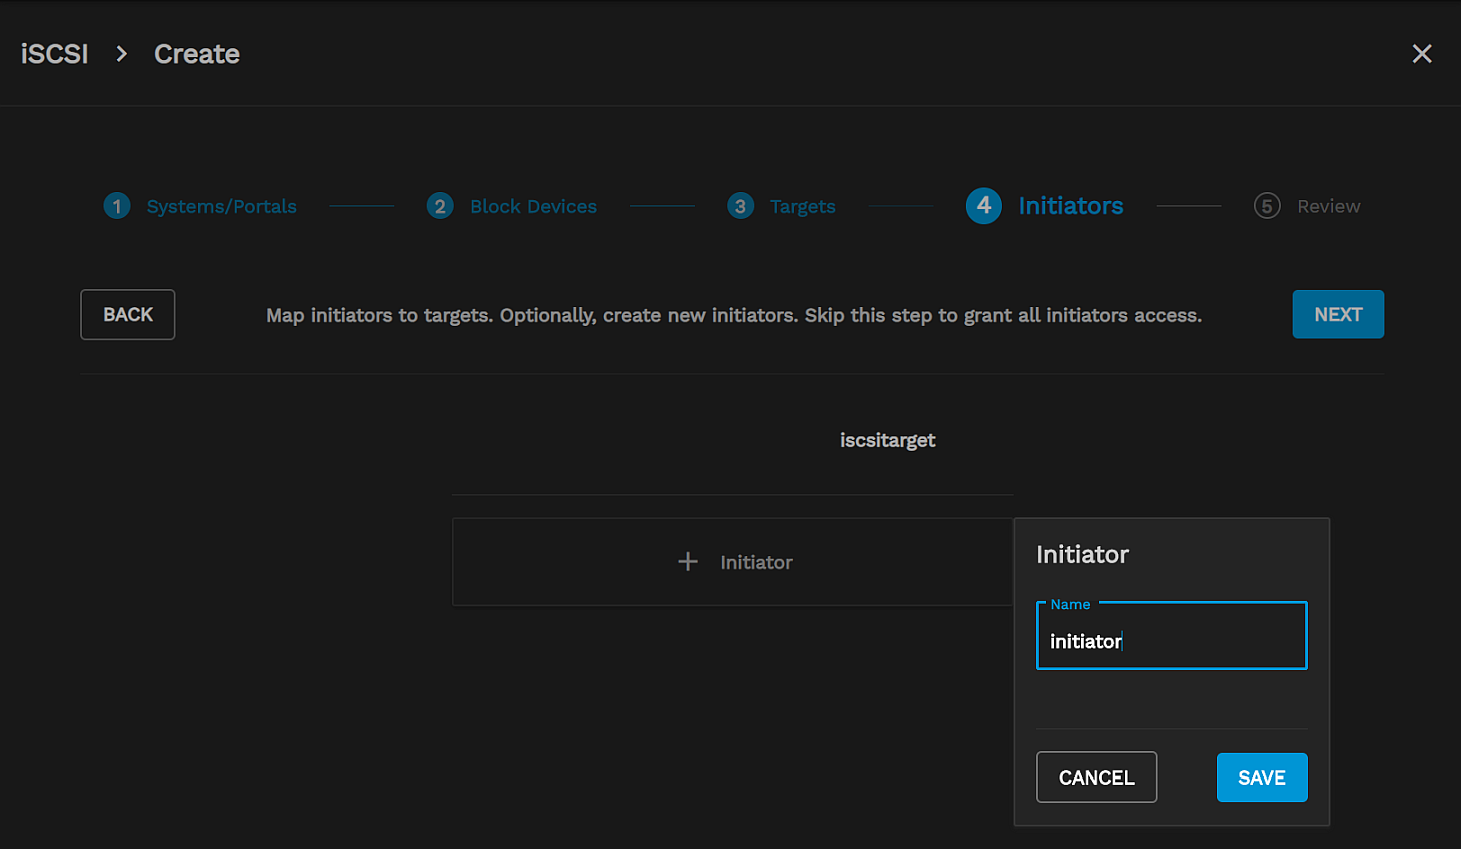 iSCSI > Create
1 Systems/Portals 2 Block Devices 3 Targets 4 Initiators 5 Review
BACK Map initiators to targets. Optionally, create new initiators. Skip this step to grant all initiators access. NEXT
iscsitarget
+ Initiator
Initiator
Name
initiator
CANCEL SAVE